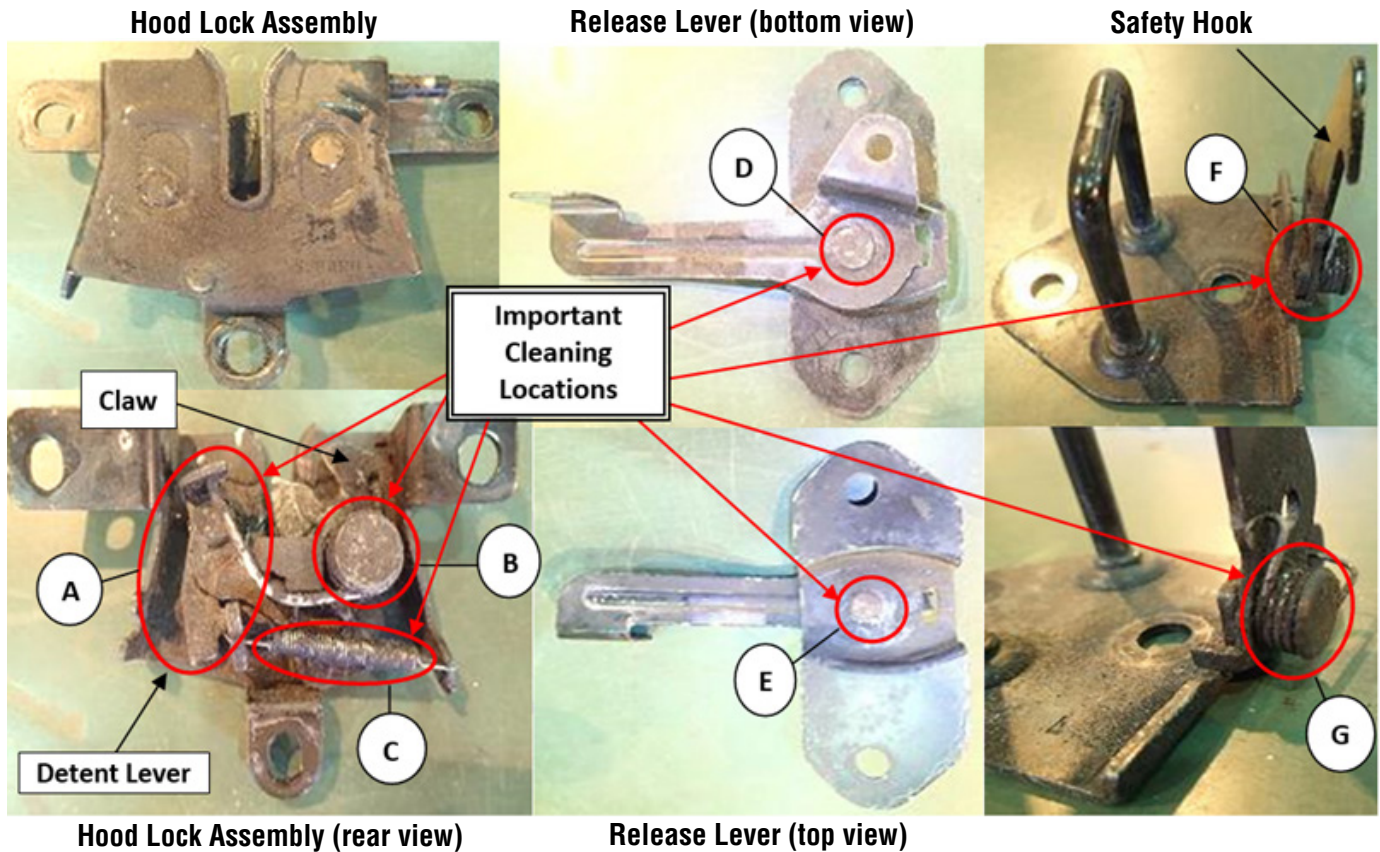 Hood Lock Assembly
Release Lever (bottom view)
Safety Hook
D
F
Important
Cleaning
Locations
Claw
A
B
C
E
G
Detent Lever
Hood Lock Assembly (rear view)
Release Lever (top view)